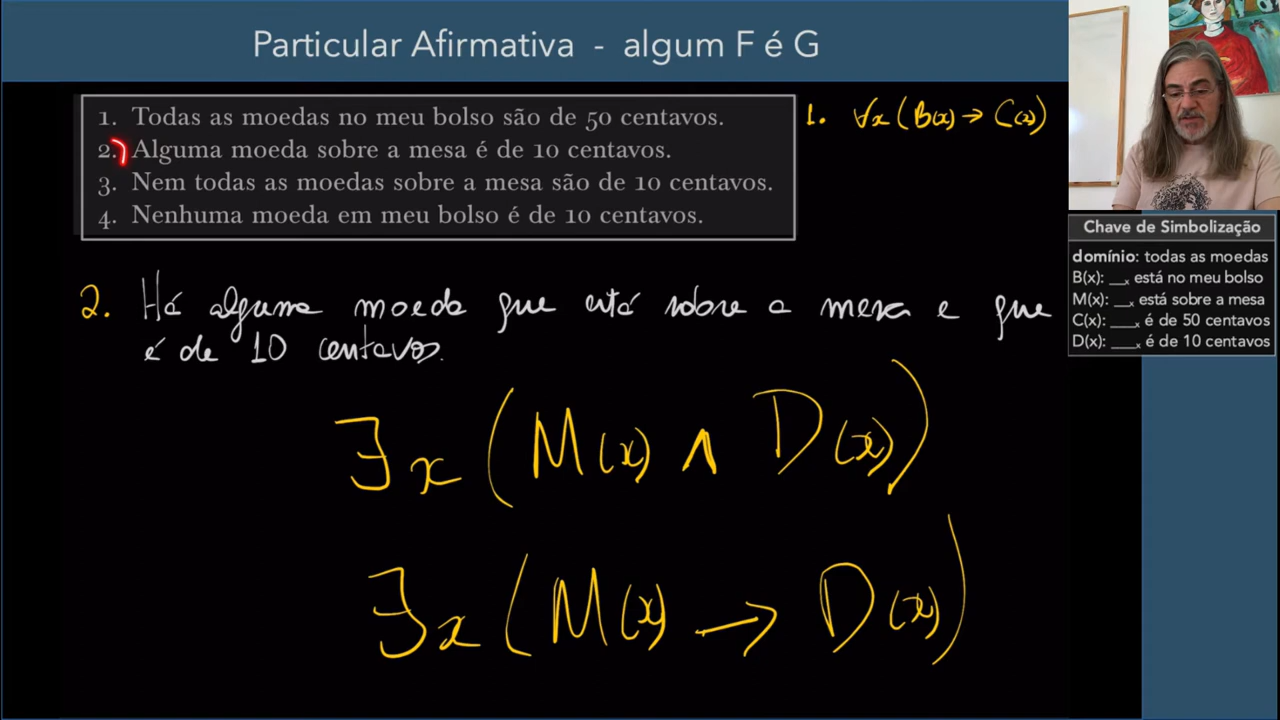 Particular Afirmativa - algum F é G
1. Todas as moedas no meu bolso são de 50 centavos.
2. Alguma moeda sobre a mesa é de 10 centavos.
3. Nem todas as moedas sobre a mesa são de 10 centavos.
4. Nenhuma moeda em meu bolso é de 10 centavos.
1. ∀x (B(x) → C(x))
Chave de Simbolização
domínio: todas as moedas
B(x): __ₓ está no meu bolso
M(x): __ₓ está sobre a mesa
C(x): ___ₓ é de 50 centavos
D(x): ___ₓ é de 10 centavos
2. Há alguma moeda que está sobre a mesa e que
é de 10 centavos.
∃x (M(x) ∧ D(x))
∃x (M(x) → D(x))